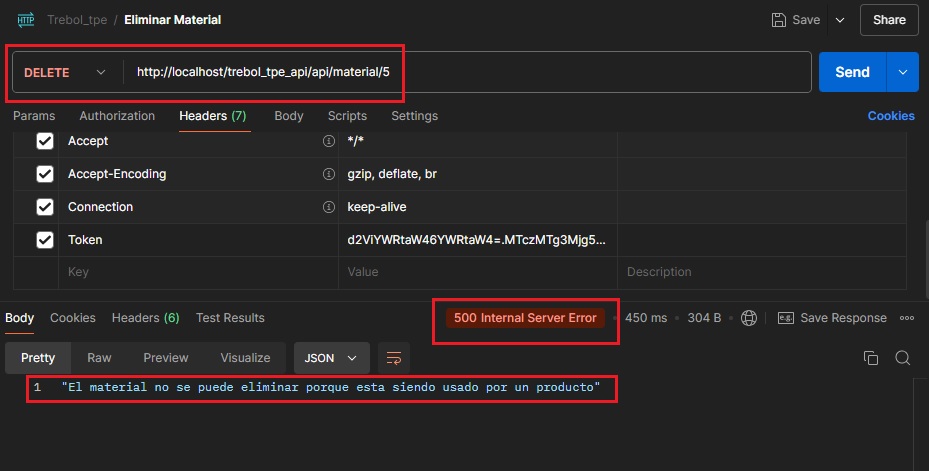 HTTP Trebol_tpe / Eliminar Material Save Share
DELETE http://localhost/trebol_tpe_api/api/material/5 Send
Params Authorization Headers (7) Body Scripts Settings Cookies
Accept */*
Accept-Encoding gzip, deflate, br
Connection keep-alive
Token d2ViYWRtaW46YWRtaW4=.MTczMTg3Mjg5...
Key Value Description
Body Cookies Headers (6) Test Results 500 Internal Server Error • 450 ms • 304 B • e.g. Save Response
Pretty Raw Preview Visualize JSON
1 "El material no se puede eliminar porque esta siendo usado por un producto"